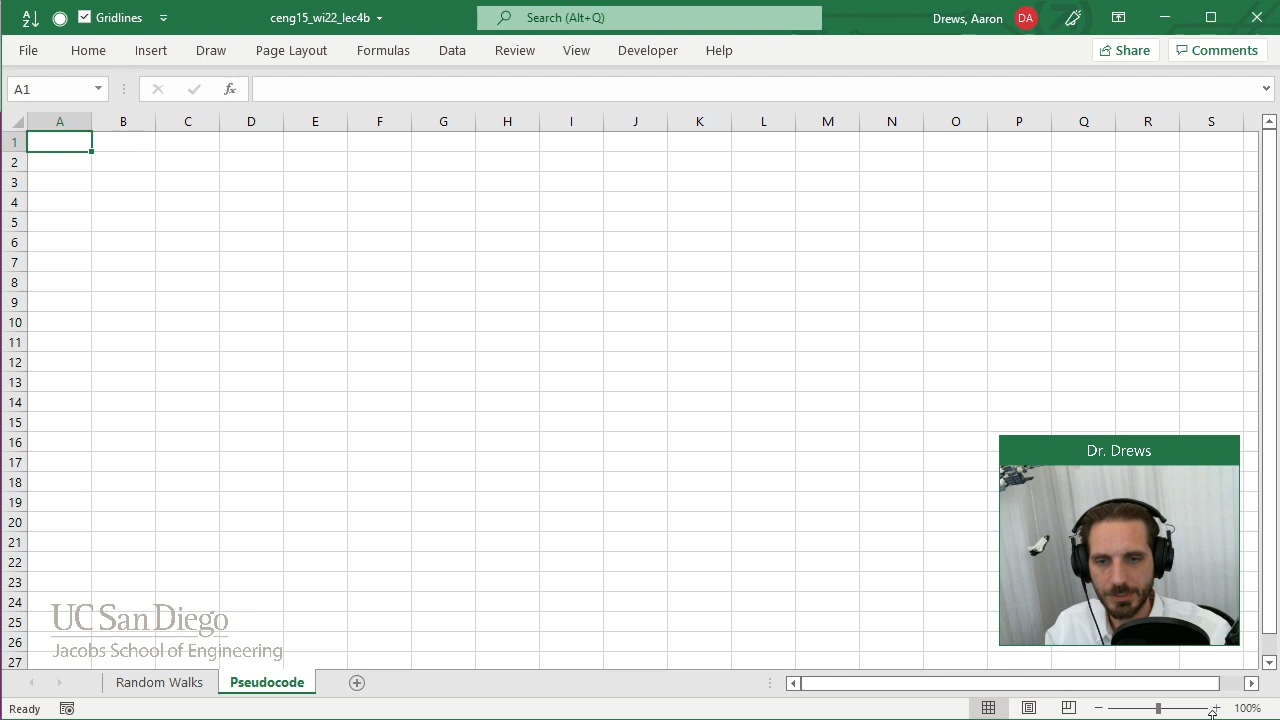 Gridlines
ceng15_wi22_lec4b
Search (Alt+Q)
Drews, Aaron
DA
File Home Insert Draw Page Layout Formulas Data Review View Developer Help
Share
Comments
A1
fx
A B C D E F G H I J K L M N O P Q R S
1
2
3
4
5
6
7
8
9
10
11
12
13
14
15
16
17
18
19
20
21
22
23
24
25
26
27
Dr. Drews
UC San Diego
Jacobs School of Engineering
Random Walks
Pseudocode
Ready
100%